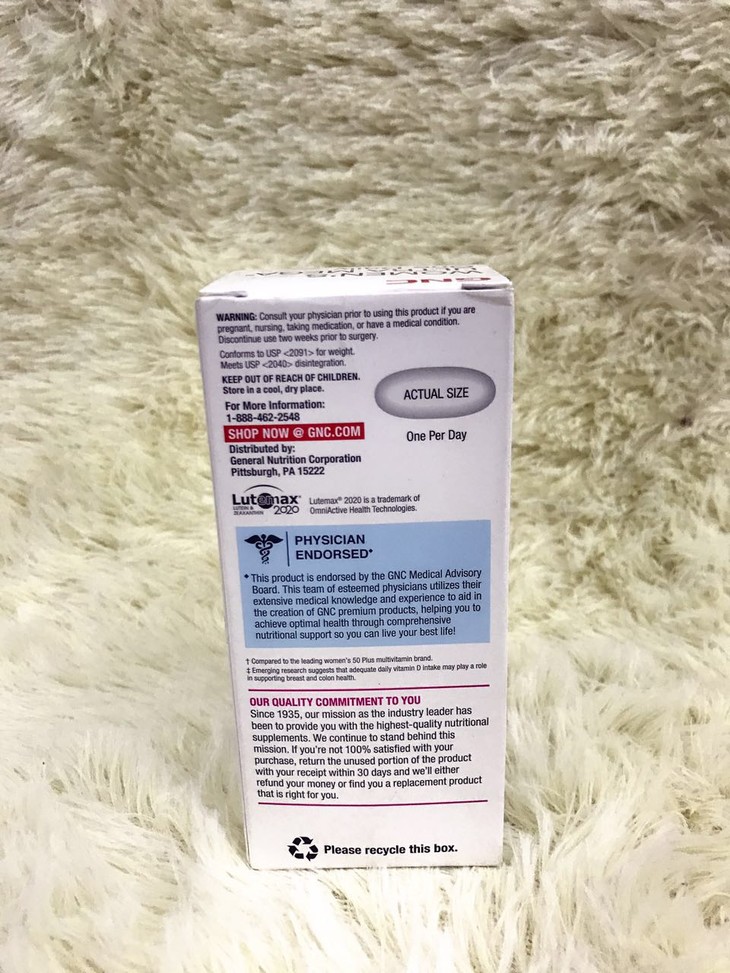 GNC
WOMEN'S
WARNING: Consult your physician prior to using this product if you are
pregnant, nursing, taking medication, or have a medical condition.
Discontinue use two weeks prior to surgery.
Conforms to USP <2091> for weight.
Meets USP <2040> disintegration.
KEEP OUT OF REACH OF CHILDREN.
Store in a cool, dry place.
For More Information:
1-888-462-2548
SHOP NOW @ GNC.COM
Distributed by:
General Nutrition Corporation
Pittsburgh, PA 15222
ACTUAL SIZE
One Per Day
Lutemax
2020
LUTEIN &
ZEAXANTHIN
Lutemax® 2020 is a trademark of
OmniActive Health Technologies.
PHYSICIAN
ENDORSED♦
♦ This product is endorsed by the GNC Medical Advisory
Board. This team of esteemed physicians utilizes their
extensive medical knowledge and experience to aid in
the creation of GNC premium products, helping you to
achieve optimal health through comprehensive
nutritional support so you can live your best life!
† Compared to the leading women's 50 Plus multivitamin brand.
‡ Emerging research suggests that adequate daily vitamin D intake may play a role
in supporting breast and colon health.
OUR QUALITY COMMITMENT TO YOU
Since 1935, our mission as the industry leader has
been to provide you with the highest-quality nutritional
supplements. We continue to stand behind this
mission. If you're not 100% satisfied with your
purchase, return the unused portion of the product
with your receipt within 30 days and we'll either
refund your money or find you a replacement product
that is right for you.
Please recycle this box.